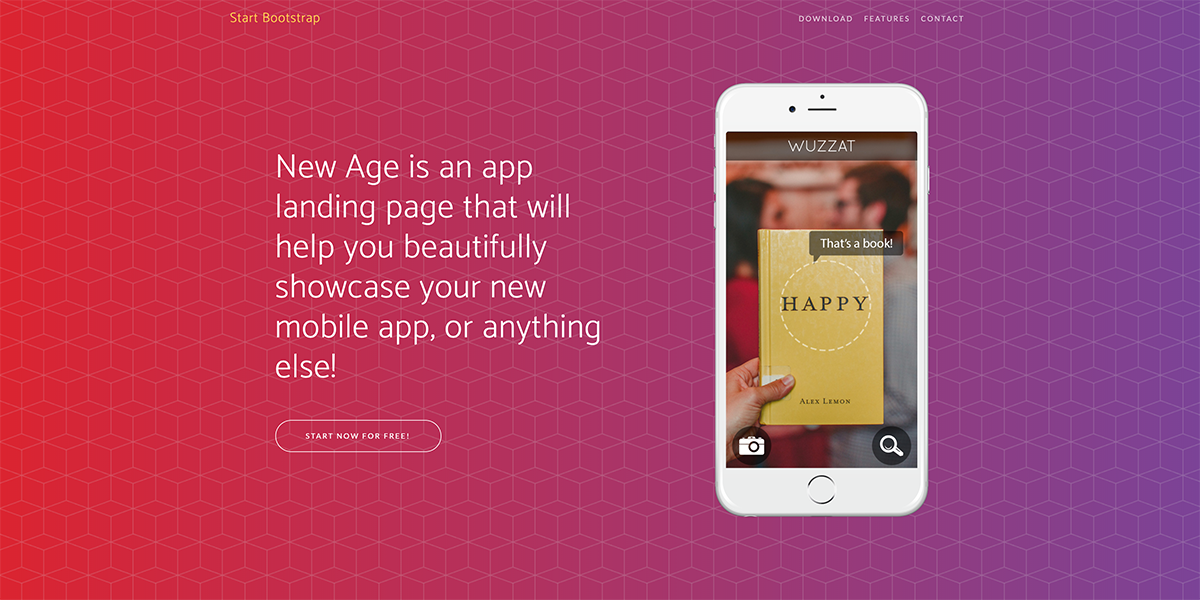 Start Bootstrap
DOWNLOAD FEATURES CONTACT
New Age is an app
landing page that will
help you beautifully
showcase your new
mobile app, or anything
else!
START NOW FOR FREE!
WUZZAT
That's a book!
HAPPY
ALEX LEMON